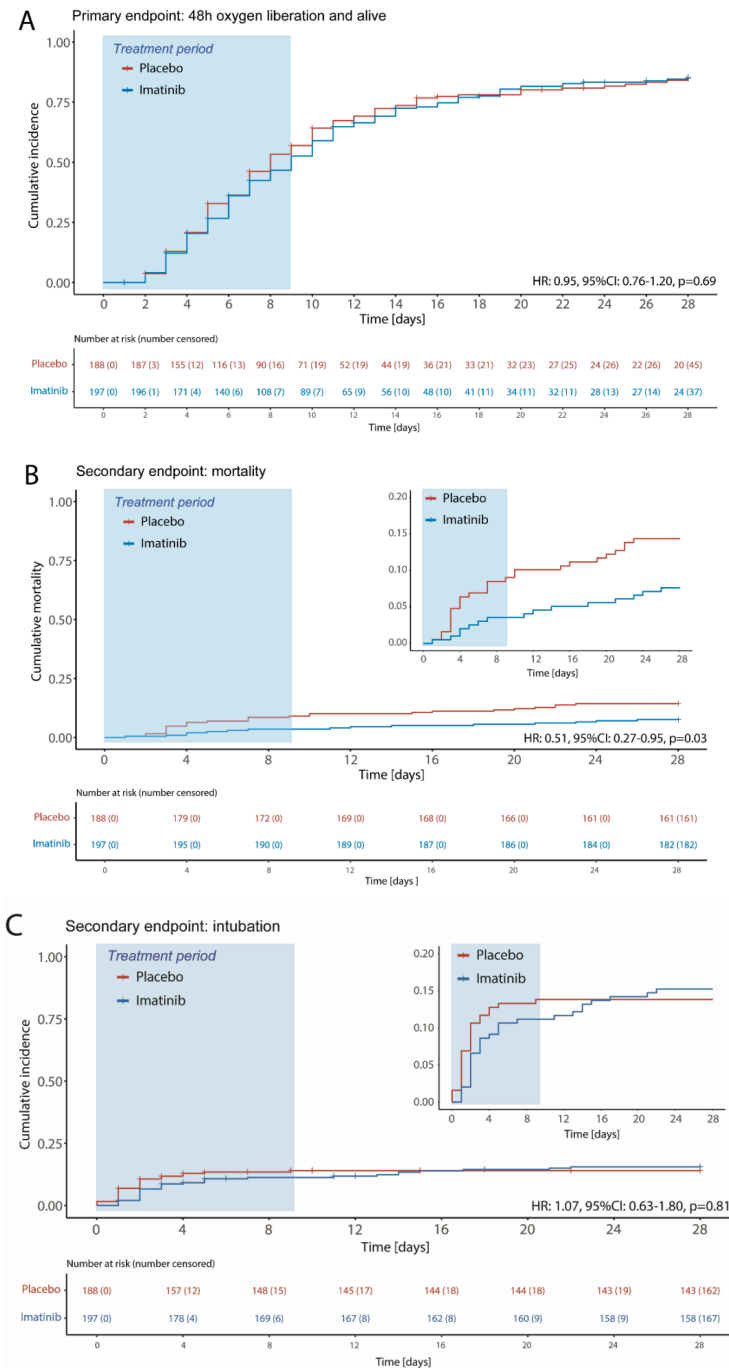 A
Primary endpoint: 48h oxygen liberation and alive
1.00
Treatment period
Placebo
Imatinib
0.75
Cumulative incidence
0.50
0.25
0.00
HR: 0.95, 95%CI: 0.76-1.20, p=0.69
0 2 4 6 8 10 12 14 16 18 20 22 24 26 28
Time [days]
Number at risk (number censored)
Placebo 188 (0) 187 (3) 155 (12) 116 (13) 90 (16) 71 (19) 52 (19) 44 (19) 36 (21) 33 (21) 32 (23) 27 (25) 24 (26) 22 (26) 20 (45)
Imatinib 197 (0) 196 (1) 171 (4) 140 (6) 108 (7) 89 (7) 65 (9) 56 (10) 48 (10) 41 (11) 34 (11) 32 (11) 28 (13) 27 (14) 24 (37)
0 2 4 6 8 10 12 14 16 18 20 22 24 26 28
Time [days]
B
Secondary endpoint: mortality
1.00
Treatment period
Placebo
Imatinib
0.75
Cumulative mortality
0.50
0.25
0.00
0.20
Placebo
Imatinib
0.15
0.10
0.05
0.00
0 4 8 12 16 20 24 28
Time [days]
HR: 0.51, 95%CI: 0.27-0.95, p=0.03
0 4 8 12 16 20 24 28
Time [days]
Number at risk (number censored)
Placebo 188 (0) 179 (0) 172 (0) 169 (0) 168 (0) 166 (0) 161 (0) 161 (161)
Imatinib 197 (0) 195 (0) 190 (0) 189 (0) 187 (0) 186 (0) 184 (0) 182 (182)
0 4 8 12 16 20 24 28
Time [days ]
C
Secondary endpoint: intubation
1.00
Treatment period
Placebo
Imatinib
0.75
Cumulative incidence
0.50
0.25
0.00
0.20
Placebo
Imatinib
0.15
0.10
0.05
0.00
0 4 8 12 16 20 24 28
Time [days]
HR: 1.07, 95%CI: 0.63-1.80, p=0.81
0 4 8 12 16 20 24 28
Time [days]
Number at risk (number censored)
Placebo 188 (0) 157 (12) 148 (15) 145 (17) 144 (18) 144 (18) 143 (19) 143 (162)
Imatinib 197 (0) 178 (4) 169 (6) 167 (8) 162 (8) 160 (9) 158 (9) 158 (167)
0 4 8 12 16 20 24 28
Time [days]